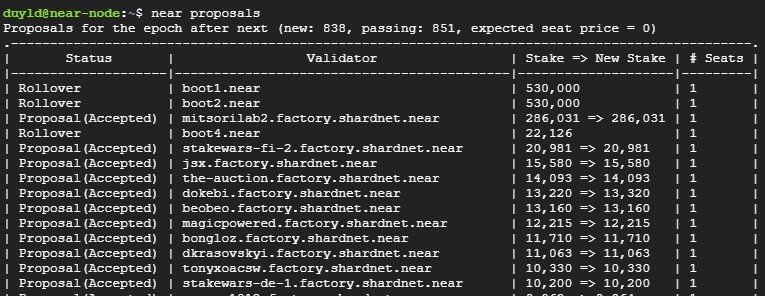 duyld@near-node:~$ near proposals
Proposals for the epoch after next (new: 838, passing: 851, expected seat price = 0)
.-----------------------------------------------------------------------------------------------.
| Status | Validator | Stake => New Stake | # Seats |
|--------------------|------------------------------------------|--------------------|---------|
| Rollover | boot1.near | 530,000 | 1
| Rollover | boot2.near | 530,000 | 1
| Proposal(Accepted) | mitsorilab2.factory.shardnet.near | 286,031 => 286,031 | 1
| Rollover | boot4.near | 22,126 | 1
| Proposal(Accepted) | stakewars-fi-2.factory.shardnet.near | 20,981 => 20,981 | 1
| Proposal(Accepted) | jsx.factory.shardnet.near | 15,580 => 15,580 | 1
| Proposal(Accepted) | the-auction.factory.shardnet.near | 14,093 => 14,093 | 1
| Proposal(Accepted) | dokebi.factory.shardnet.near | 13,220 => 13,320 | 1
| Proposal(Accepted) | beobeo.factory.shardnet.near | 13,160 => 13,160 | 1
| Proposal(Accepted) | magicpowered.factory.shardnet.near | 12,215 => 12,215 | 1
| Proposal(Accepted) | bongloz.factory.shardnet.near | 11,710 => 11,710 | 1
| Proposal(Accepted) | dkrasovskyi.factory.shardnet.near | 11,063 => 11,063 | 1
| Proposal(Accepted) | tonyxoacsw.factory.shardnet.near | 10,330 => 10,330 | 1
| Proposal(Accepted) | stakewars-de-1.factory.shardnet.near | 10,200 => 10,200 | 1